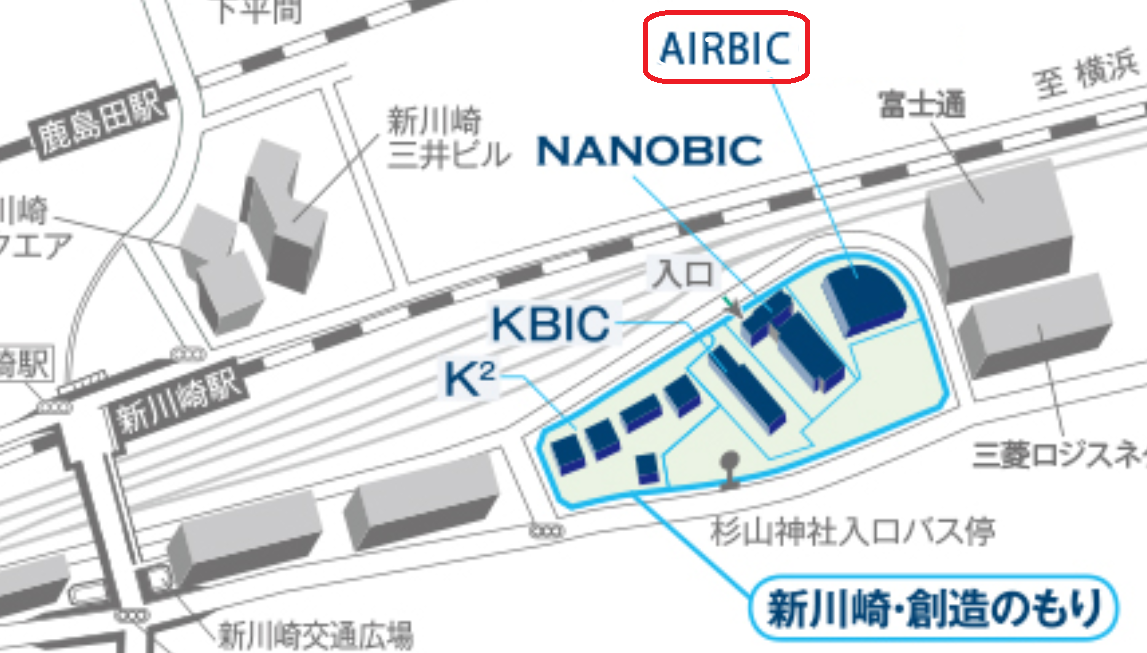 下平間
AIRBIC
至 横浜
鹿島田駅
富士通
新川崎
三井ビル
NANOBIC
川崎
クエア
入口
KBIC
K²
崎駅
新川崎駅
三菱ロジスネ
杉山神社入口バス停
新川崎・創造のもり
新川崎交通広場